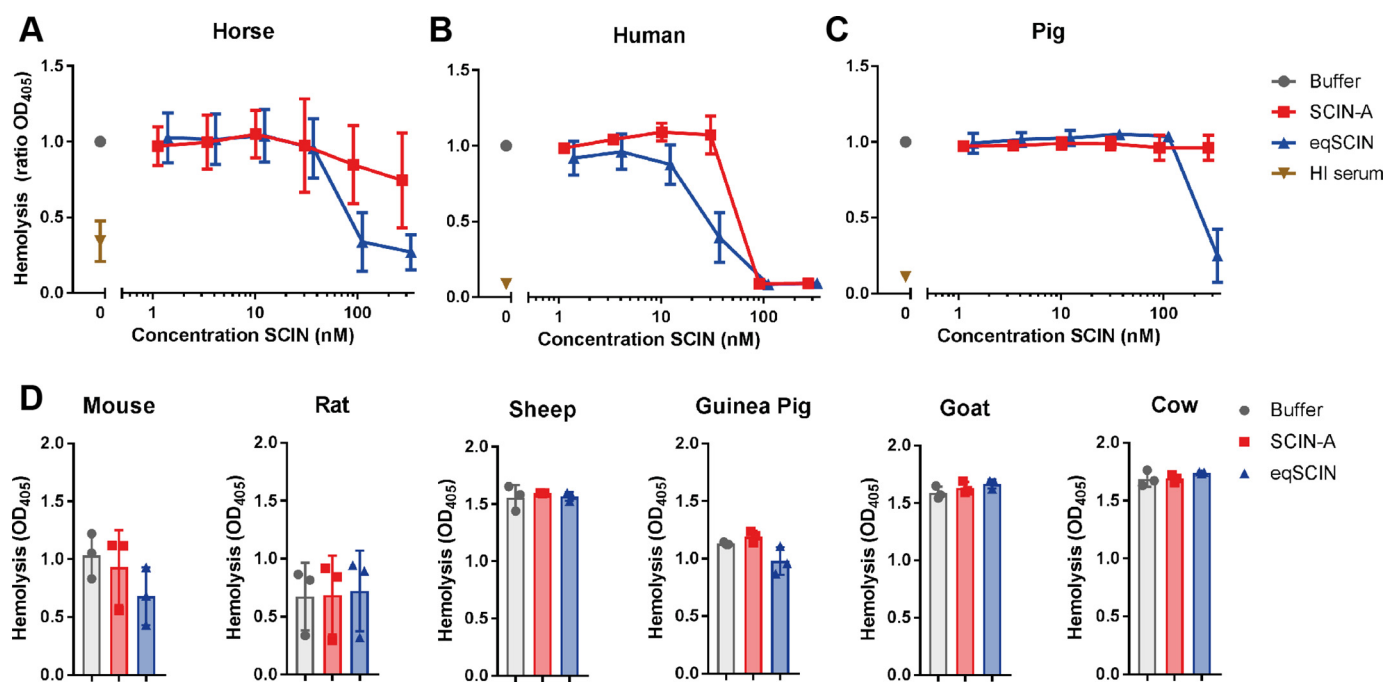 A
Horse
B
Human
C
Pig
Hemolysis (ratio OD405)
1.5
1.0
0.5
0.0
0
1
10
100
Concentration SCIN (nM)
1.5
1.0
0.5
0.0
0
1
10
100
Concentration SCIN (nM)
1.5
1.0
0.5
0.0
0
1
10
100
Concentration SCIN (nM)
Buffer
SCIN-A
eqSCIN
HI serum
D
Mouse
Hemolysis (OD405)
2.0
1.5
1.0
0.5
0.0
Rat
Hemolysis (OD405)
2.0
1.5
1.0
0.5
0.0
Sheep
Hemolysis (OD405)
2.0
1.5
1.0
0.5
0.0
Guinea Pig
Hemolysis (OD405)
2.0
1.5
1.0
0.5
0.0
Goat
Hemolysis (OD405)
2.0
1.5
1.0
0.5
0.0
Cow
Hemolysis (OD405)
2.0
1.5
1.0
0.5
0.0
Buffer
SCIN-A
eqSCIN